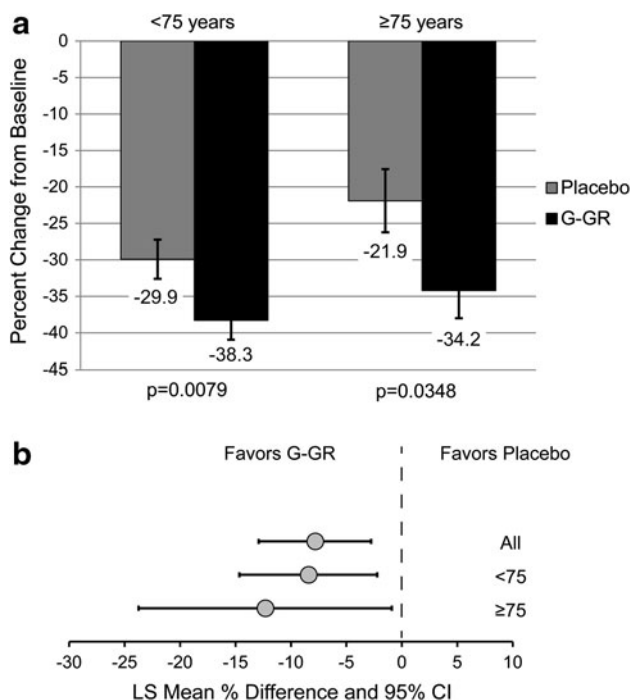 a
<75 years ≥75 years
0
-5
-10
-15
-20
-25
-30
-35
-40
-45
Percent Change from Baseline
-29.9
-38.3
-21.9
-34.2
Placebo
G-GR
p=0.0079 p=0.0348
b
Favors G-GR Favors Placebo
All
<75
≥75
-30 -25 -20 -15 -10 -5 0 5 10
LS Mean % Difference and 95% CI